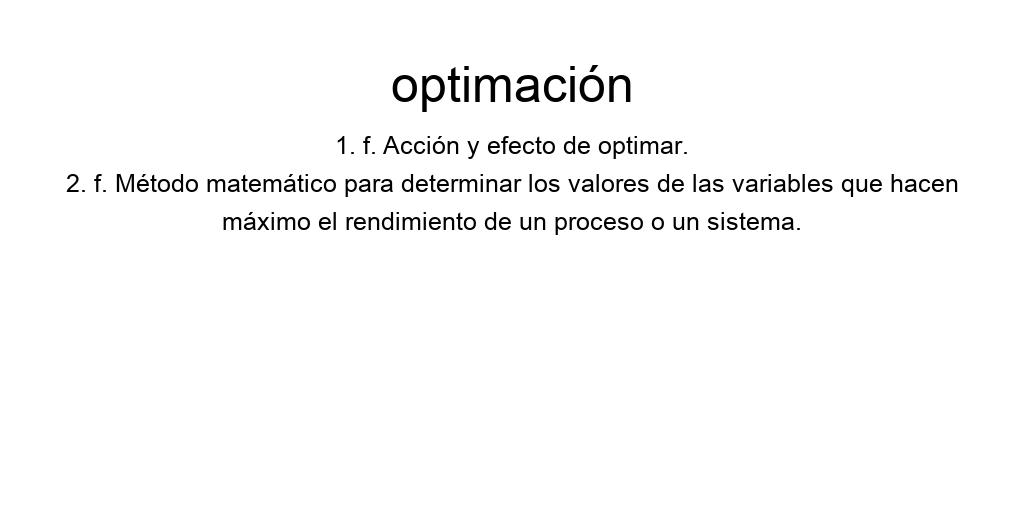 optimación
1. f. Acción y efecto de optimar.
2. f. Método matemático para determinar los valores de las variables que hacen
máximo el rendimiento de un proceso o un sistema.